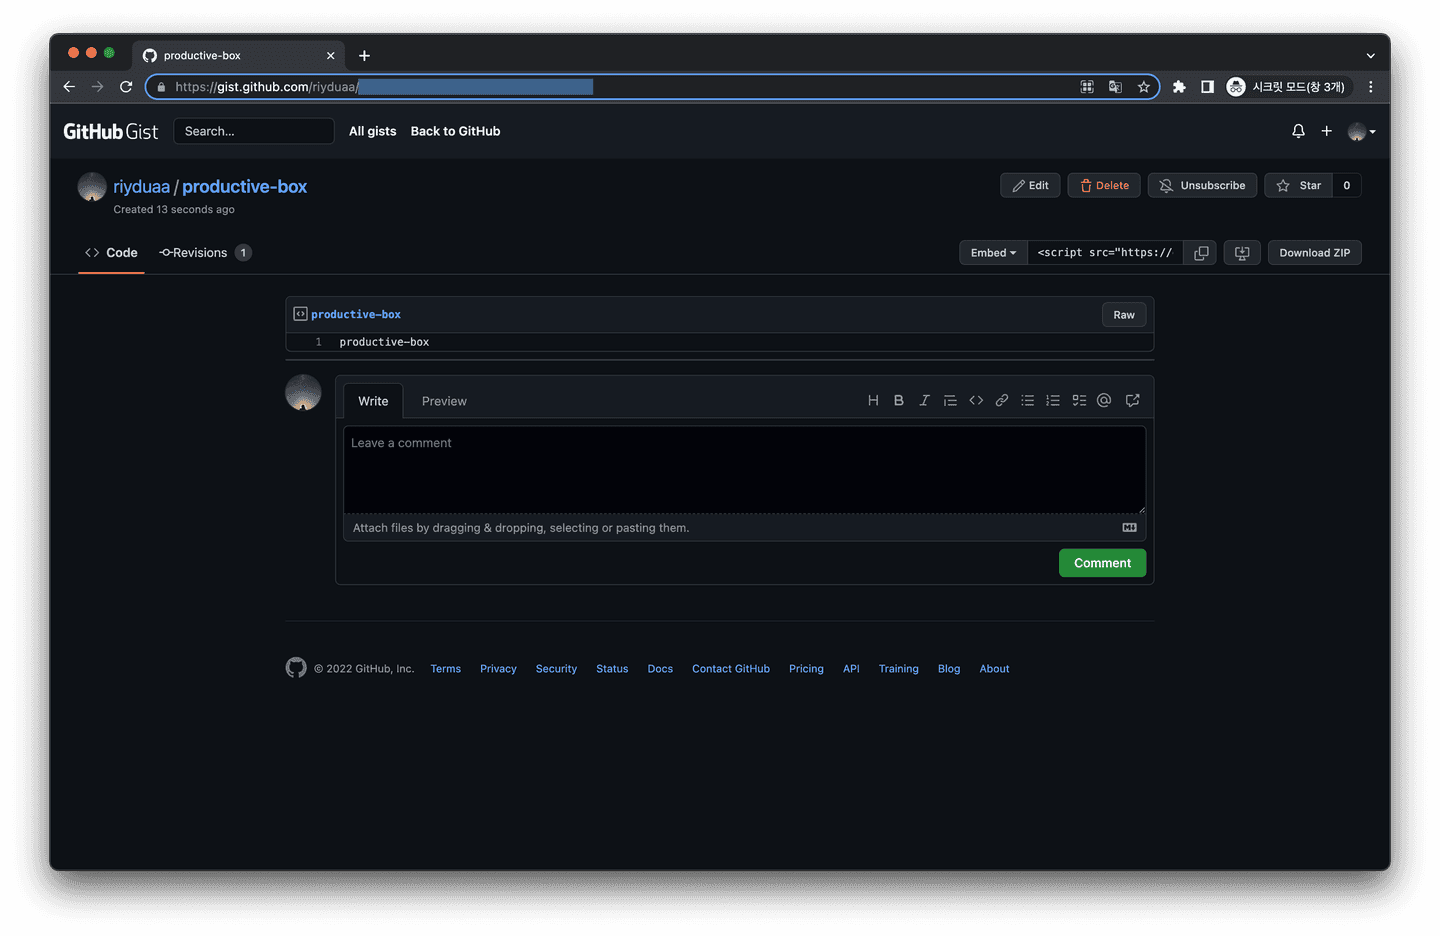 productive-box
https://gist.github.com/riyduaa/
시크릿 모드(창 3개)
GitHub Gist Search... All gists Back to GitHub
riyduaa / productive-box
Edit Delete Unsubscribe Star 0
Created 13 seconds ago
Code Revisions 1
Embed <script src="https:// Download ZIP
productive-box Raw
1 productive-box
Write Preview
Leave a comment
Attach files by dragging & dropping, selecting or pasting them.
Comment
© 2022 GitHub, Inc. Terms Privacy Security Status Docs Contact GitHub Pricing API Training Blog About